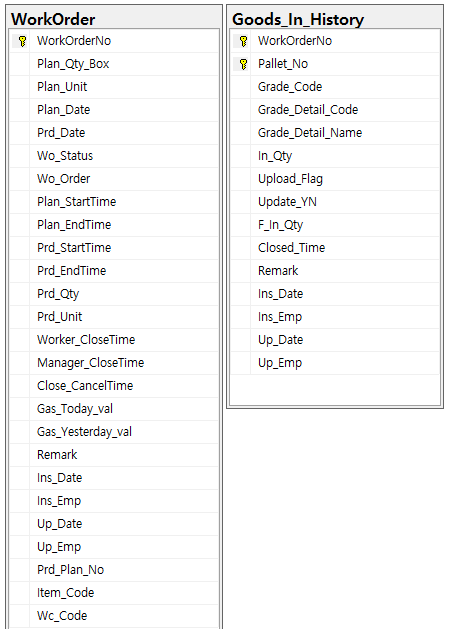 WorkOrder
WorkOrderNo
Plan_Qty_Box
Plan_Unit
Plan_Date
Prd_Date
Wo_Status
Wo_Order
Plan_StartTime
Plan_EndTime
Prd_StartTime
Prd_EndTime
Prd_Qty
Prd_Unit
Worker_CloseTime
Manager_CloseTime
Close_CancelTime
Gas_Today_val
Gas_Yesterday_val
Remark
Ins_Date
Ins_Emp
Up_Date
Up_Emp
Prd_Plan_No
Item_Code
Wc_Code
Goods_In_History
WorkOrderNo
Pallet_No
Grade_Code
Grade_Detail_Code
Grade_Detail_Name
In_Qty
Upload_Flag
Update_YN
F_In_Qty
Closed_Time
Remark
Ins_Date
Ins_Emp
Up_Date
Up_Emp